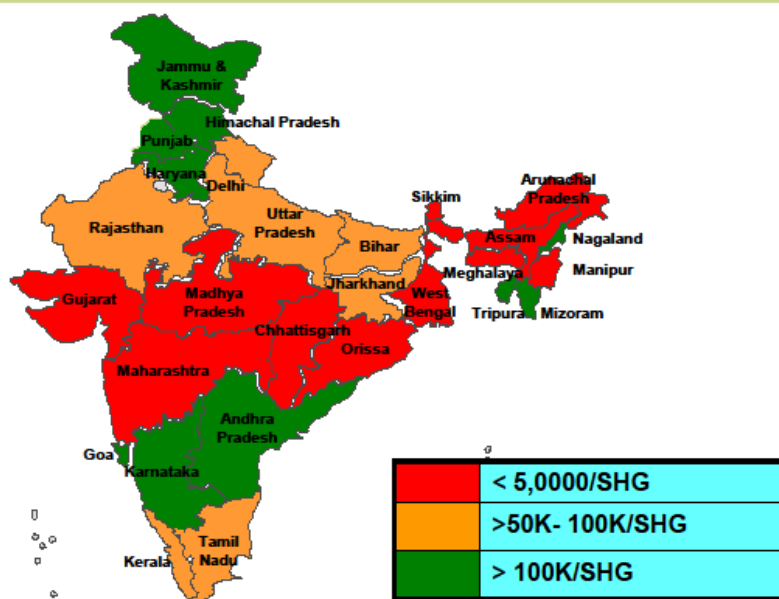 Jammu &
Kashmir
Himachal Pradesh
Punjab
Haryana
Delhi
Rajasthan
Uttar
Pradesh
Bihar
Sikkim
Arunachal
Pradesh
Assam
Nagaland
Meghalaya
Manipur
Tripura
Mizoram
Jharkhand
West
Bengal
Gujarat
Madhya
Pradesh
Chhattisgarh
Orissa
Maharashtra
Andhra
Pradesh
Goa
Karnataka
Kerala
Tamil
Nadu
< 5,0000/SHG
>50K- 100K/SHG
> 100K/SHG